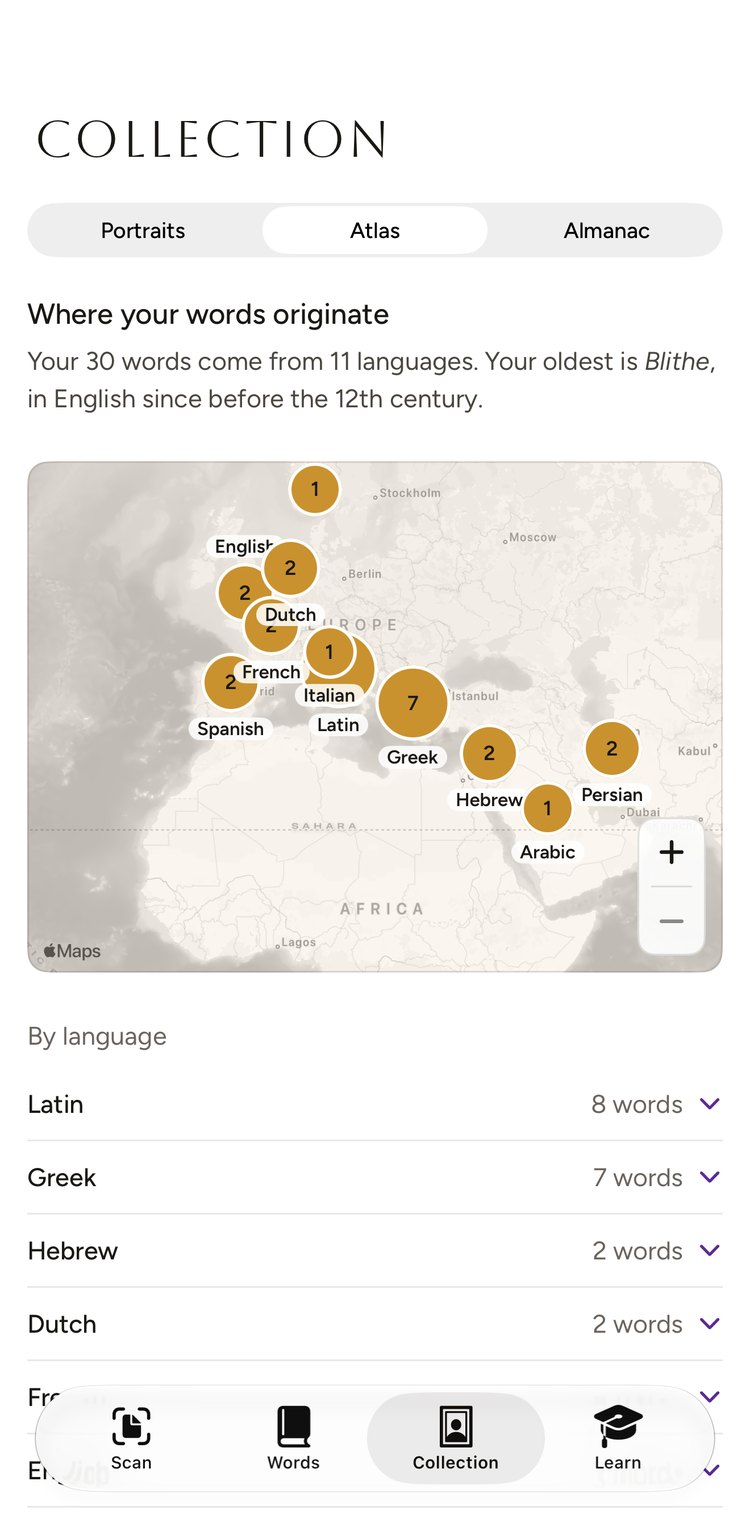 COLLECTION
Portraits
Atlas
Almanac
Where your words originate
Your 30 words come from 11 languages. Your oldest is Blithe,
in English since before the 12th century.
1
Stockholm
Moscow
English
2
Berlin
2
Dutch
2
EUROPE
1
French
2
Italian
Istanbul
7
Latin
Spanish
Greek
2
2
Kabul
Hebrew
1
Persian
Dubai
SAHARA
Arabic
+
AFRICA
−
Lagos
Maps
By language
Latin
8 words
Greek
7 words
Hebrew
2 words
Dutch
2 words
Scan
Words
Collection
Learn